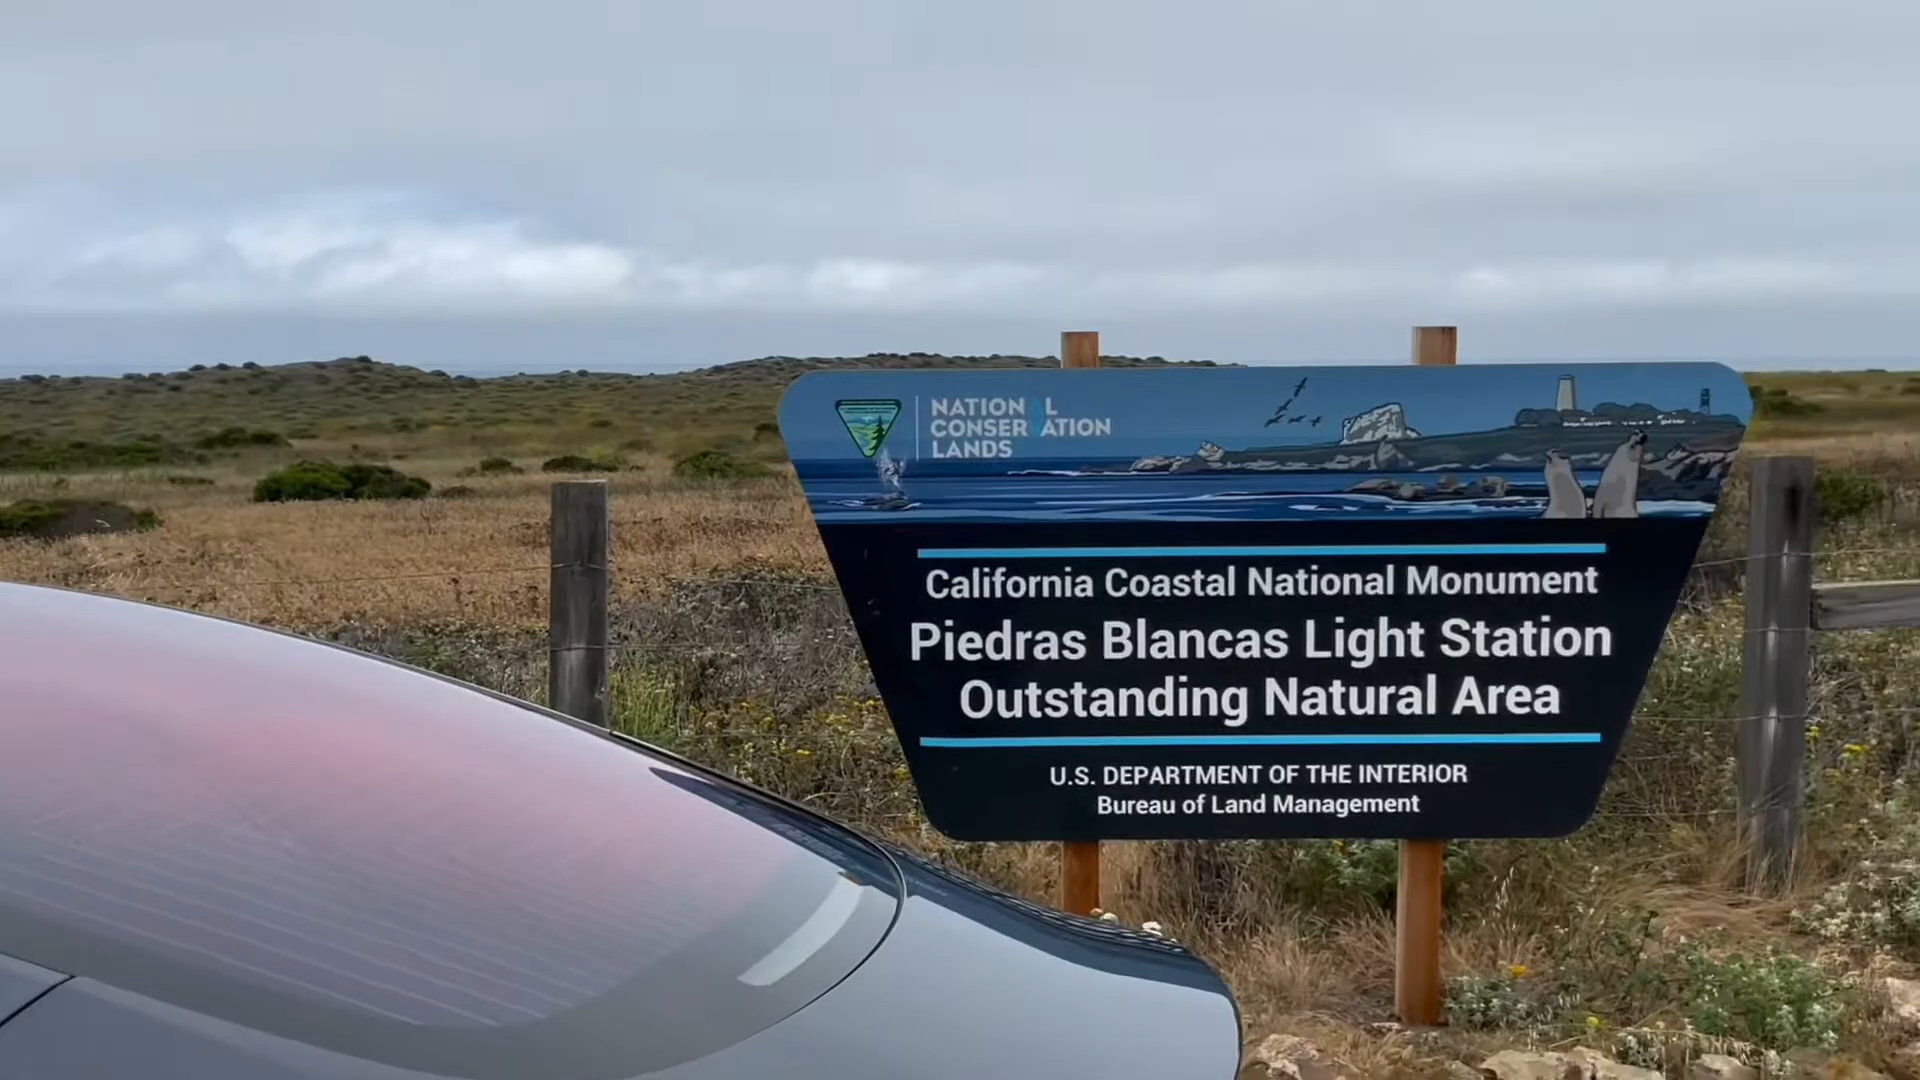 NATIONAL
CONSERVATION
LANDS
California Coastal National Monument
Piedras Blancas Light Station
Outstanding Natural Area
U.S. DEPARTMENT OF THE INTERIOR
Bureau of Land Management